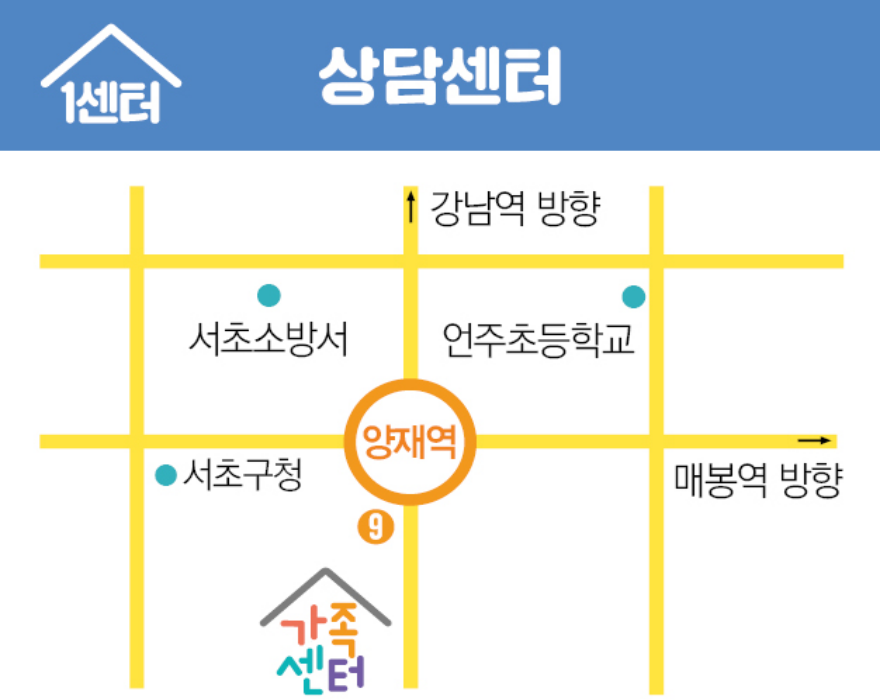 1센터
상담센터
강남역 방향
서초소방서
언주초등학교
양재역
서초구청
매봉역 방향
9
가족
센터